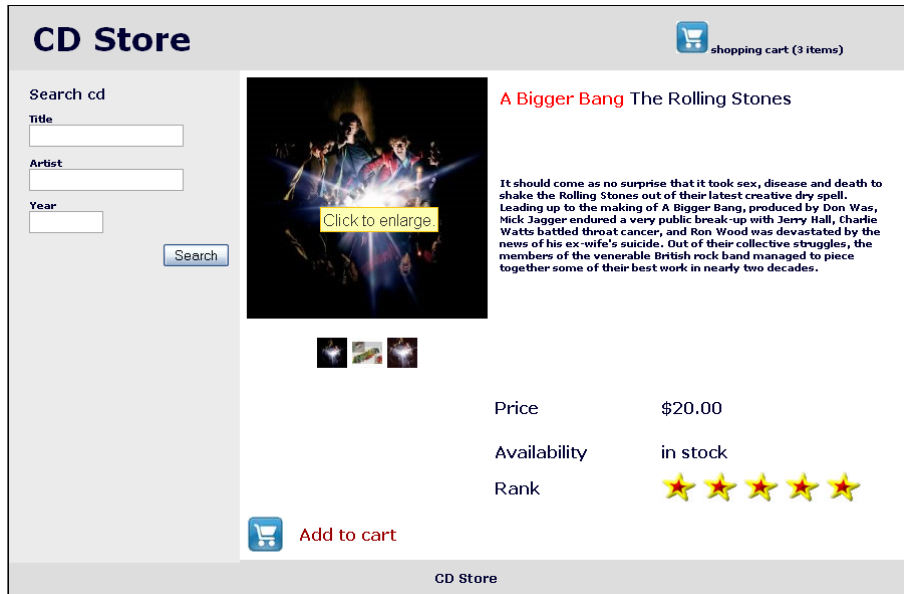 CD Store
shopping cart (3 items)
Search cd
Title
Artist
Year
Search
Click to enlarge.
A Bigger Bang The Rolling Stones
It should come as no surprise that it took sex, disease and death to
shake the Rolling Stones out of their latest creative dry spell.
Leading up to the making of A Bigger Bang, produced by Don Was,
Mick Jagger endured a very public break-up with Jerry Hall, Charlie
Watts battled throat cancer, and Ron Wood was devastated by the
news of his ex-wife's suicide. Out of their collective struggles, the
members of the venerable British rock band managed to piece
together some of their best work in nearly two decades.
Price $20.00
Availability in stock
Rank
Add to cart
CD Store